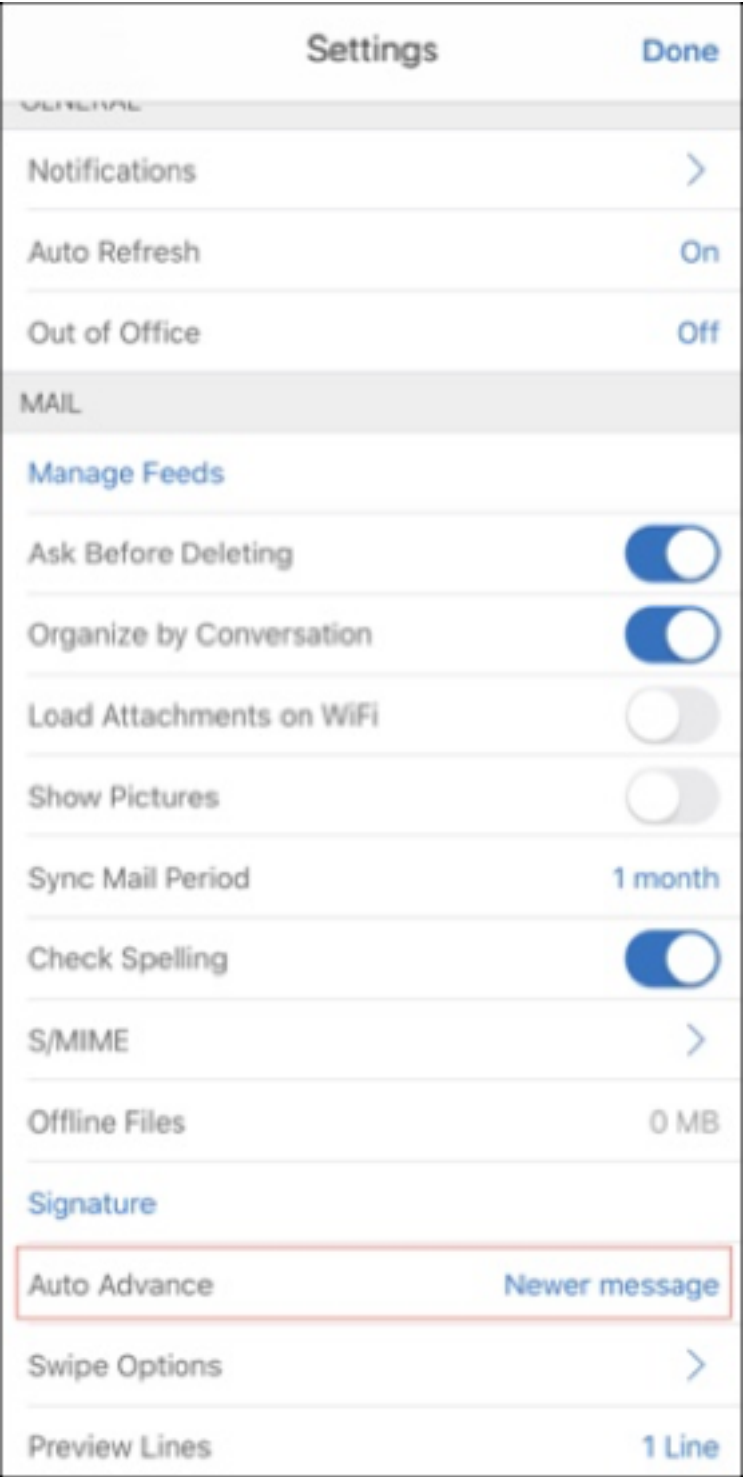 Settings Done
GENERAL
Notifications
Auto Refresh On
Out of Office Off
MAIL
Manage Feeds
Ask Before Deleting
Organize by Conversation
Load Attachments on WiFi
Show Pictures
Sync Mail Period 1 month
Check Spelling
S/MIME
Offline Files 0 MB
Signature
Auto Advance Newer message
Swipe Options
Preview Lines 1 Line